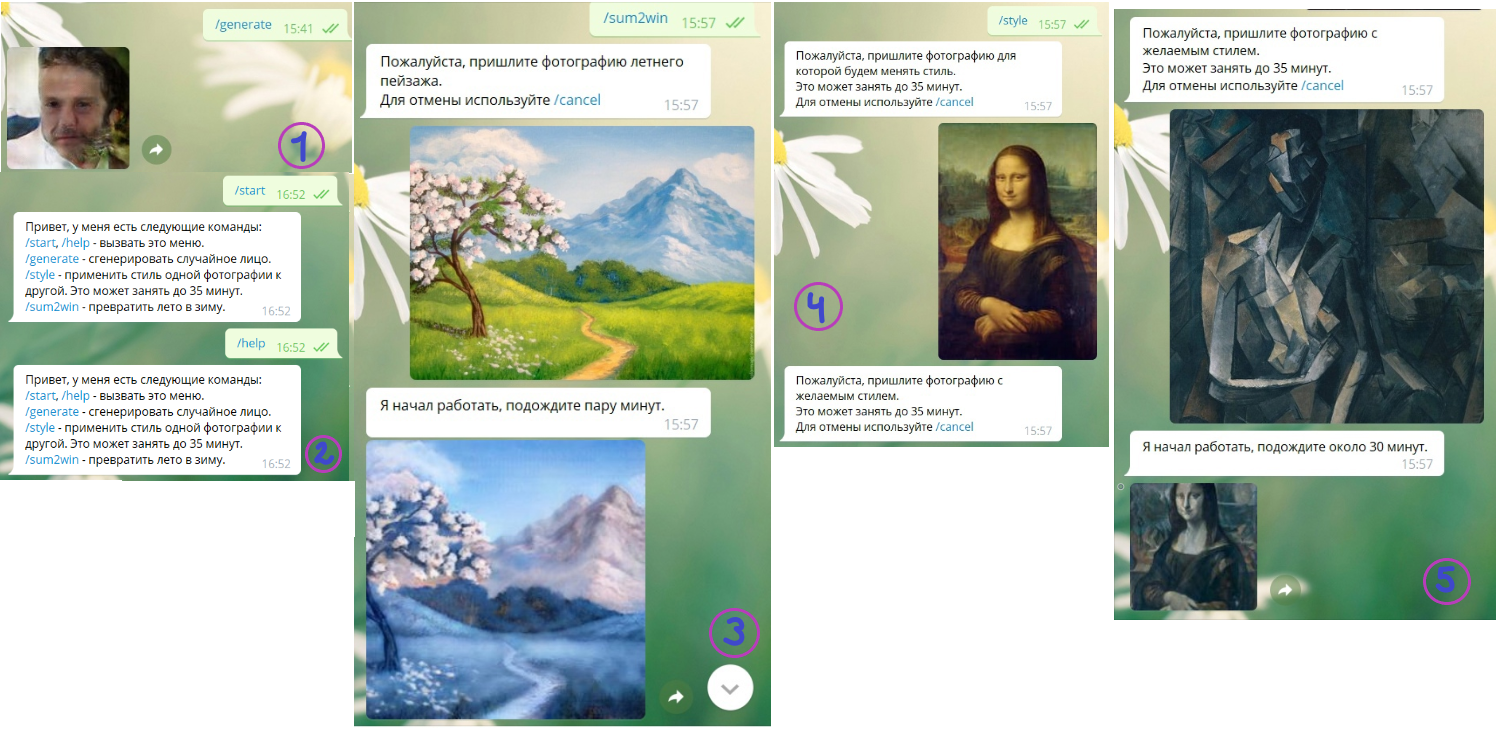 /generate 15:41
1
/start 16:52
Привет, у меня есть следующие команды:
/start, /help - вызвать это меню.
/generate - сгенерировать случайное лицо.
/style - применить стиль одной фотографии к
другой. Это может занять до 35 минут.
/sum2win - превратить лето в зиму.
16:52
/help 16:52
Привет, у меня есть следующие команды:
/start, /help - вызвать это меню.
/generate - сгенерировать случайное лицо.
/style - применить стиль одной фотографии к
другой. Это может занять до 35 минут.
/sum2win - превратить лето в зиму.
16:52
2
/sum2win 15:57
Пожалуйста, пришлите фотографию летнего
пейзажа.
Для отмены используйте /cancel
15:57
Я начал работать, подождите пару минут.
15:57
3
/style 15:57
Пожалуйста, пришлите фотографию для
которой будем менять стиль.
Это может занять до 35 минут.
Для отмены используйте /cancel
15:57
4
Пожалуйста, пришлите фотографию с
желаемым стилем.
Это может занять до 35 минут.
Для отмены используйте /cancel
15:57
Пожалуйста, пришлите фотографию с
желаемым стилем.
Это может занять до 35 минут.
Для отмены используйте /cancel
15:57
Я начал работать, подождите около 30 минут.
15:57
5